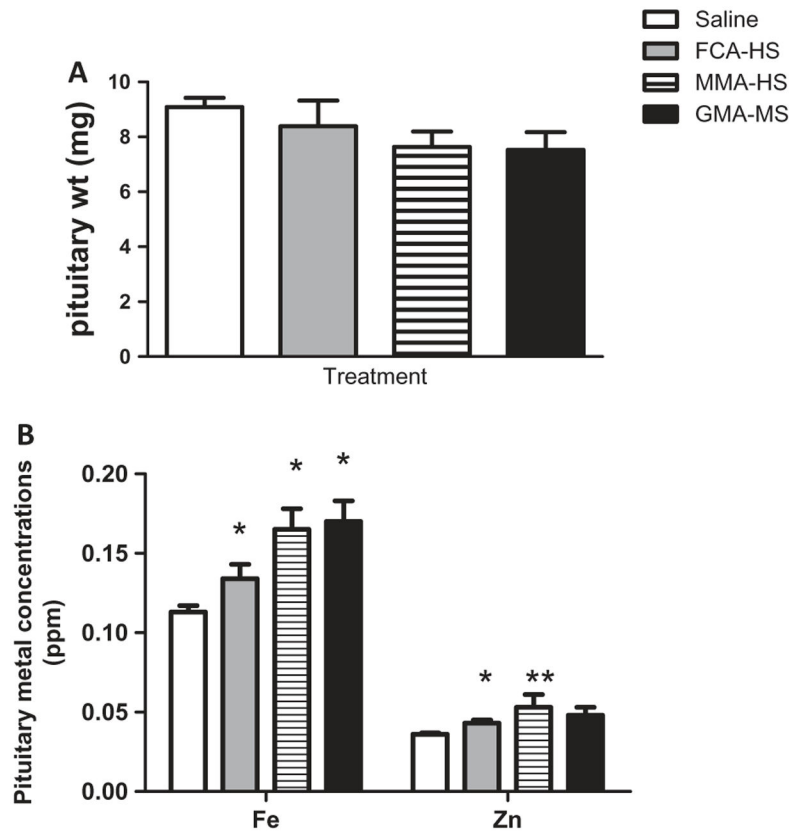 Saline
FCA-HS
MMA-HS
GMA-MS
A
pituitary wt (mg)
10
8
6
4
2
0
Treatment
B
Pituitary metal concentrations
(ppm)
0.20
0.15
0.10
0.05
0.00
* * * * **
Fe Zn